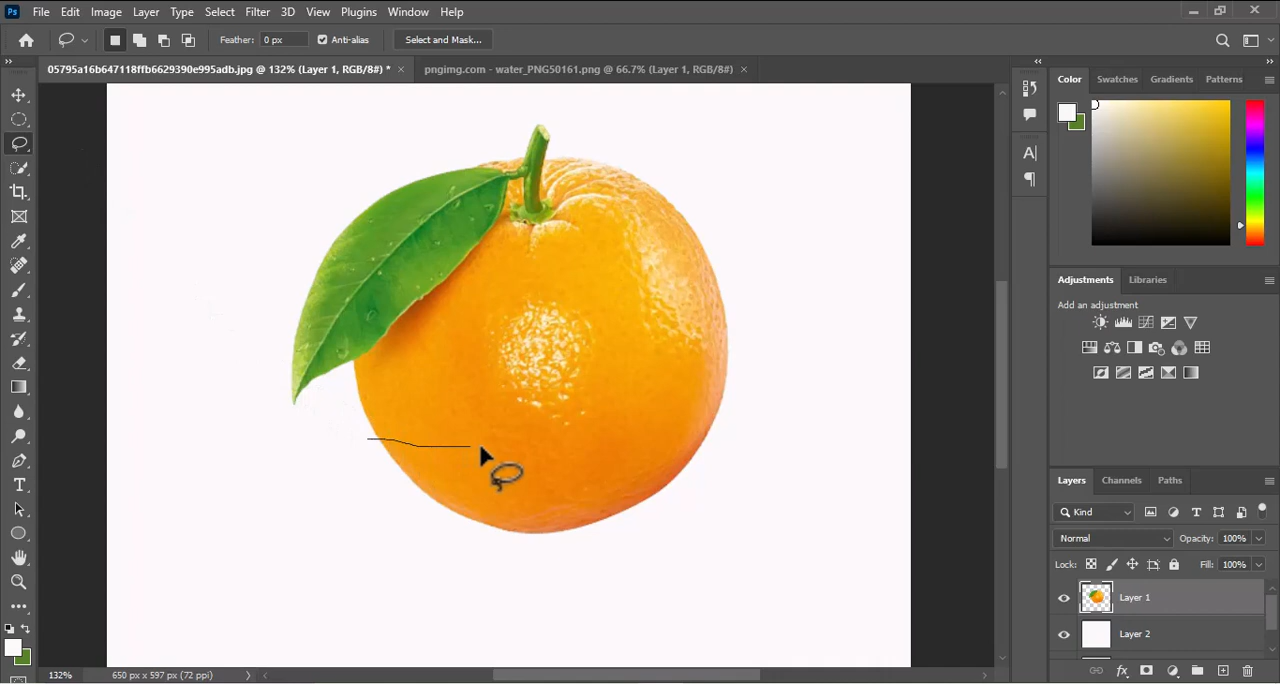 Ps File Edit Image Layer Type Select Filter 3D View Plugins Window Help
Feather: 0 px Anti-alias Select and Mask...
05795a16b647118ffb6629390e995adb.jpg @ 132% (Layer 1, RGB/8#) * × pngimg.com - water_PNG50161.png @ 66.7% (Layer 1, RGB/8#) ×
Color Swatches Gradients Patterns
Adjustments Libraries
Add an adjustment
Layers Channels Paths
Kind
Normal Opacity: 100%
Lock: Fill: 100%
Layer 1
Layer 2
132% 650 px x 597 px (72 ppi)